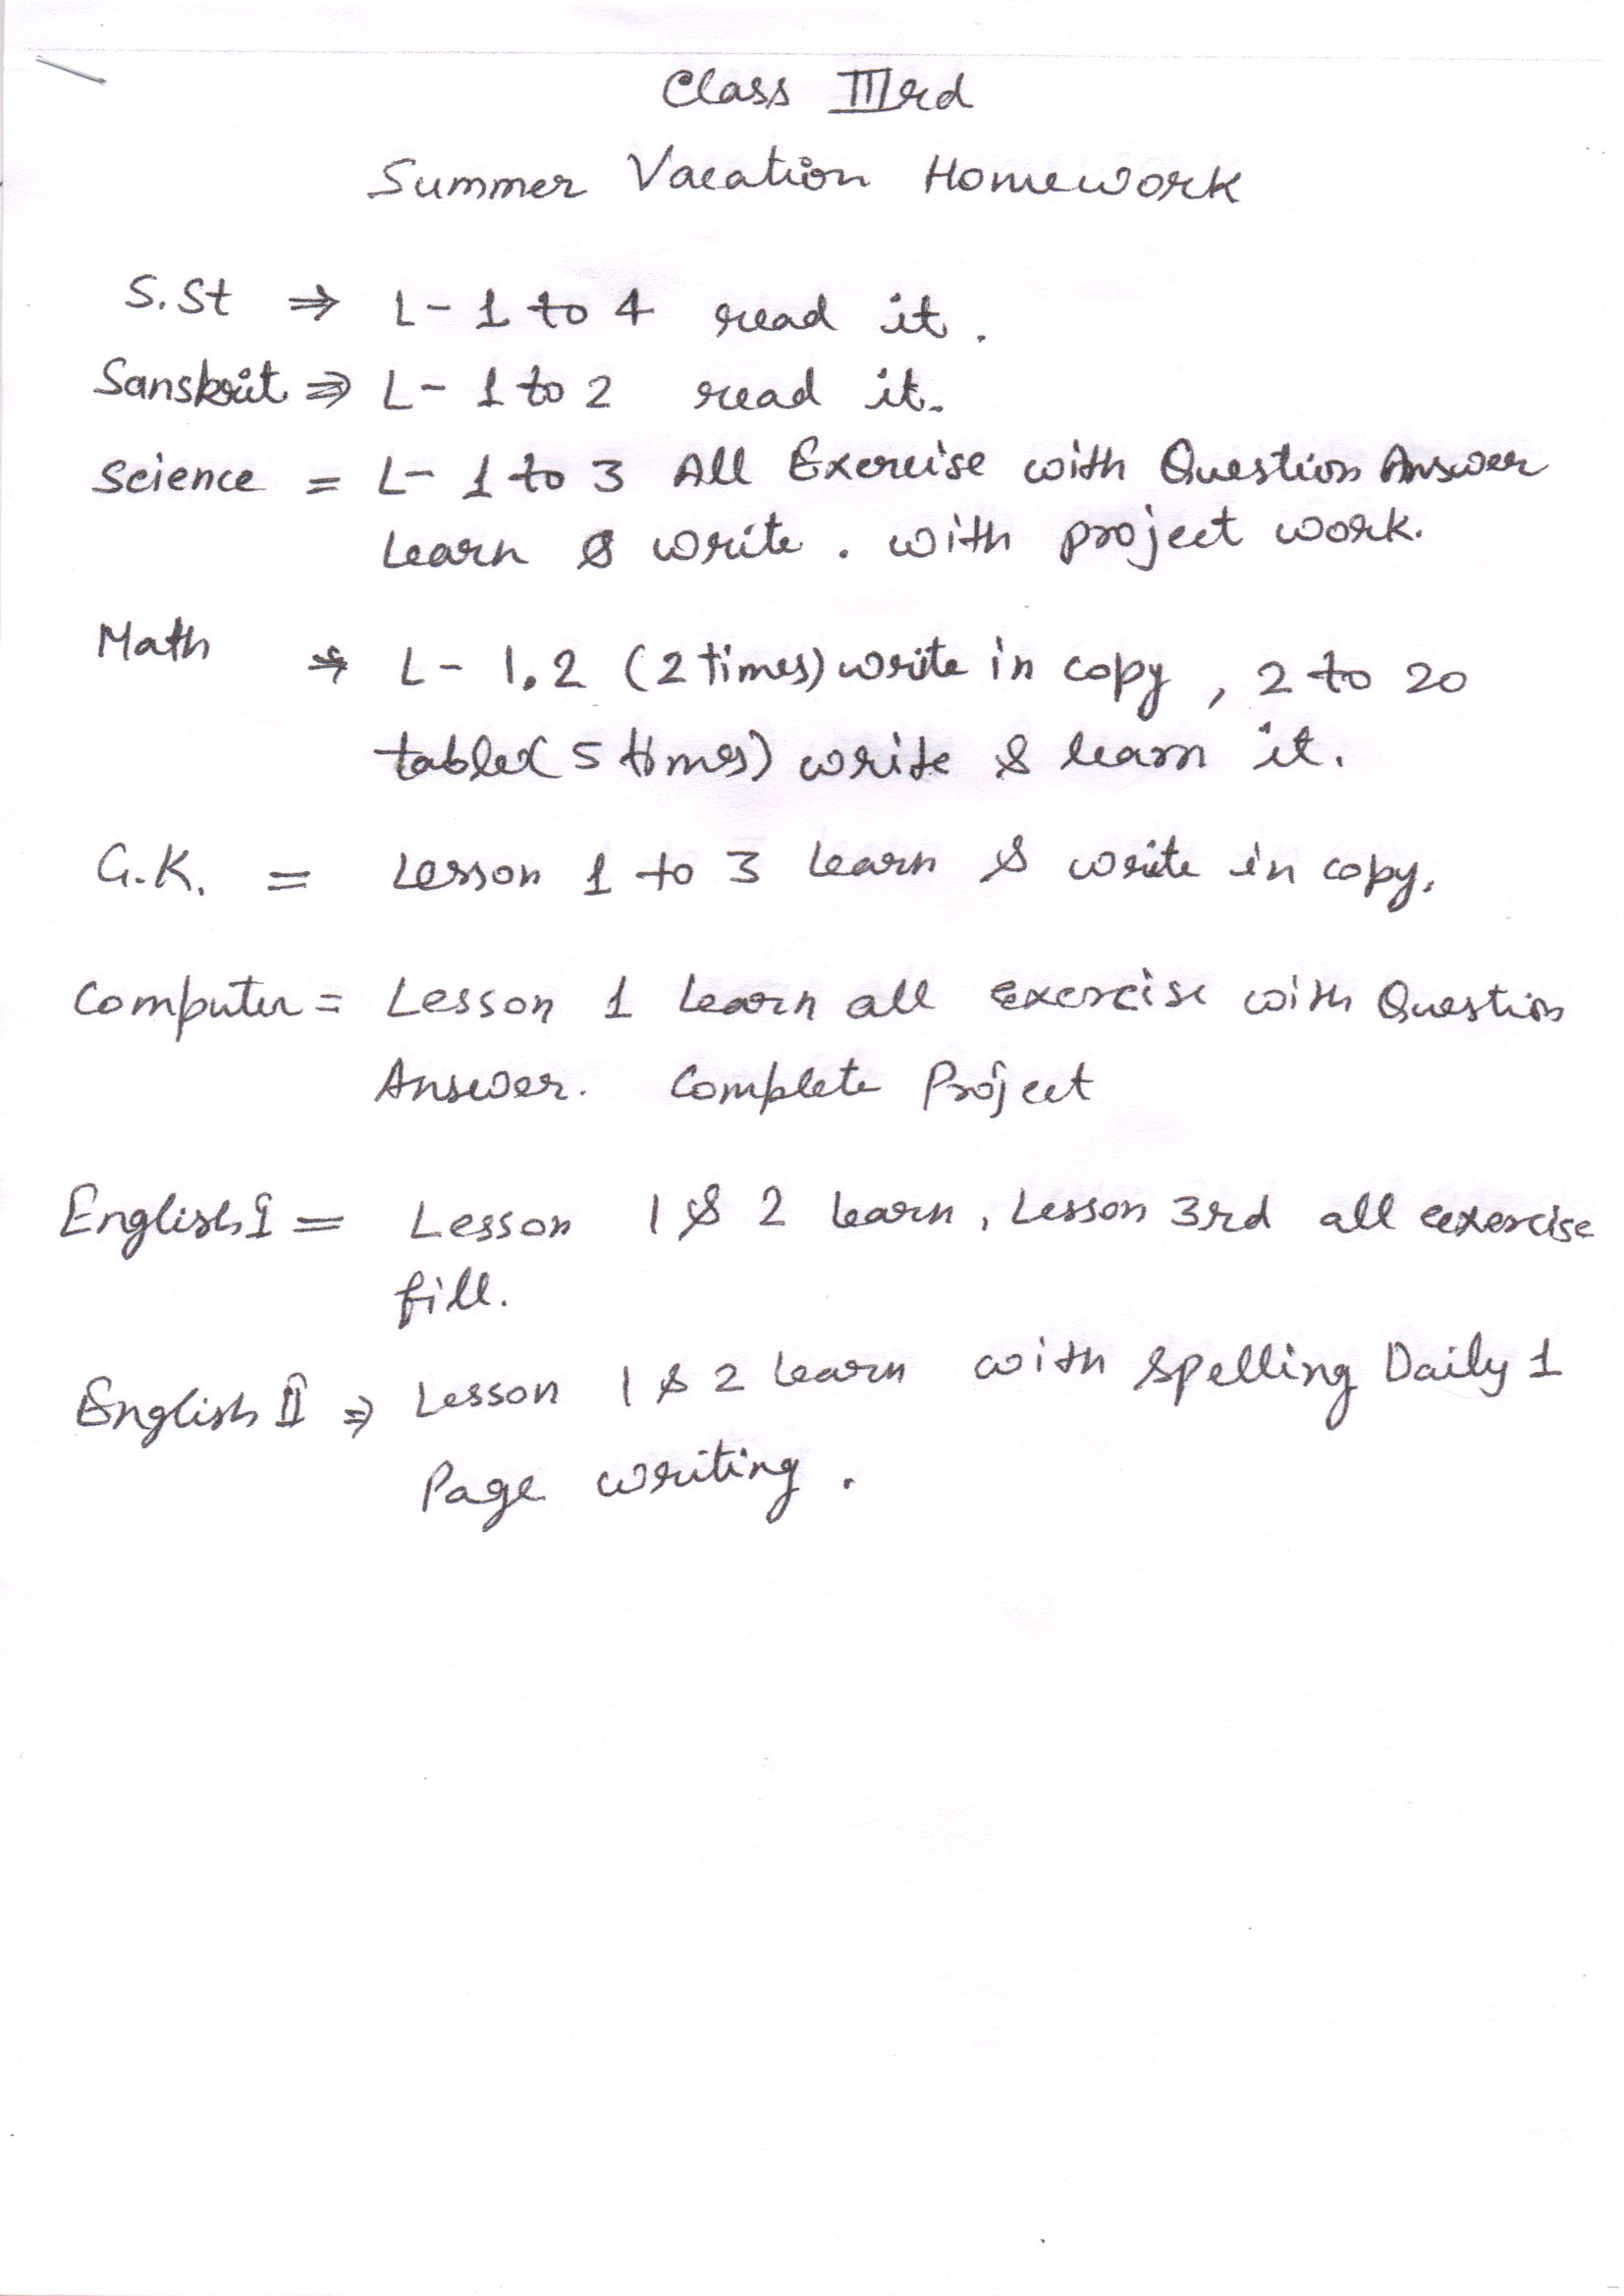 Class IIIrd
Summer Vacation Homework
S.St ⇒ L- 1 to 4 read it.
Sanskrit ⇒ L- 1 to 2 read it.
Science = L- 1 to 3 All Exercise with Question Answer
Learn & write. with project work.
Math ⇒ L- 1.2 (2 times) write in copy, 2 to 20
table(5 times) write & learn it.
G.K. = Lesson 1 to 3 Learn & write in copy.
Computer = Lesson 1 Learn all exercise with Question
Answer. Complete Project
English I = Lesson 1 & 2 learn, Lesson 3rd all exercise
fill.
English II ⇒ Lesson 1 & 2 Learn with spelling Daily 1
Page writing.